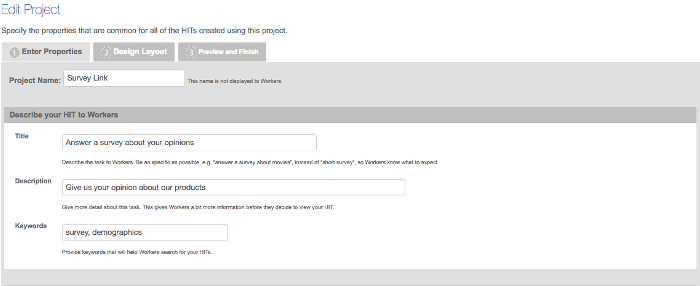 Edit Project
Specify the properties that are common for all of the HITs created using this project.
1 Enter Properties 2 Design Layout 3 Preview and Finish
Project Name: Survey Link This name is not displayed to Workers.
Describe your HIT to Workers
Title
Answer a survey about your opinions
Describe the task to Workers. Be as specific as possible, e.g. "answer a survey about movies", instead of "short survey", so Workers know what to expect.
Description
Give us your opinion about our products
Give more detail about this task. This gives Workers a bit more information before they decide to view your HIT.
Keywords
survey, demographics
Provide keywords that will help Workers search for your HITs.